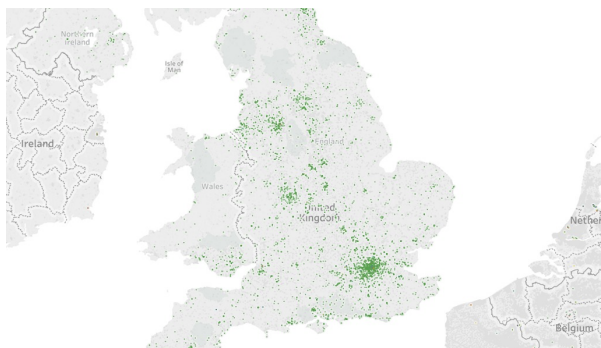 Northern
Ireland
Isle of
Man
Ireland
England
Wales
United
Kingdom
Nether
Belgium